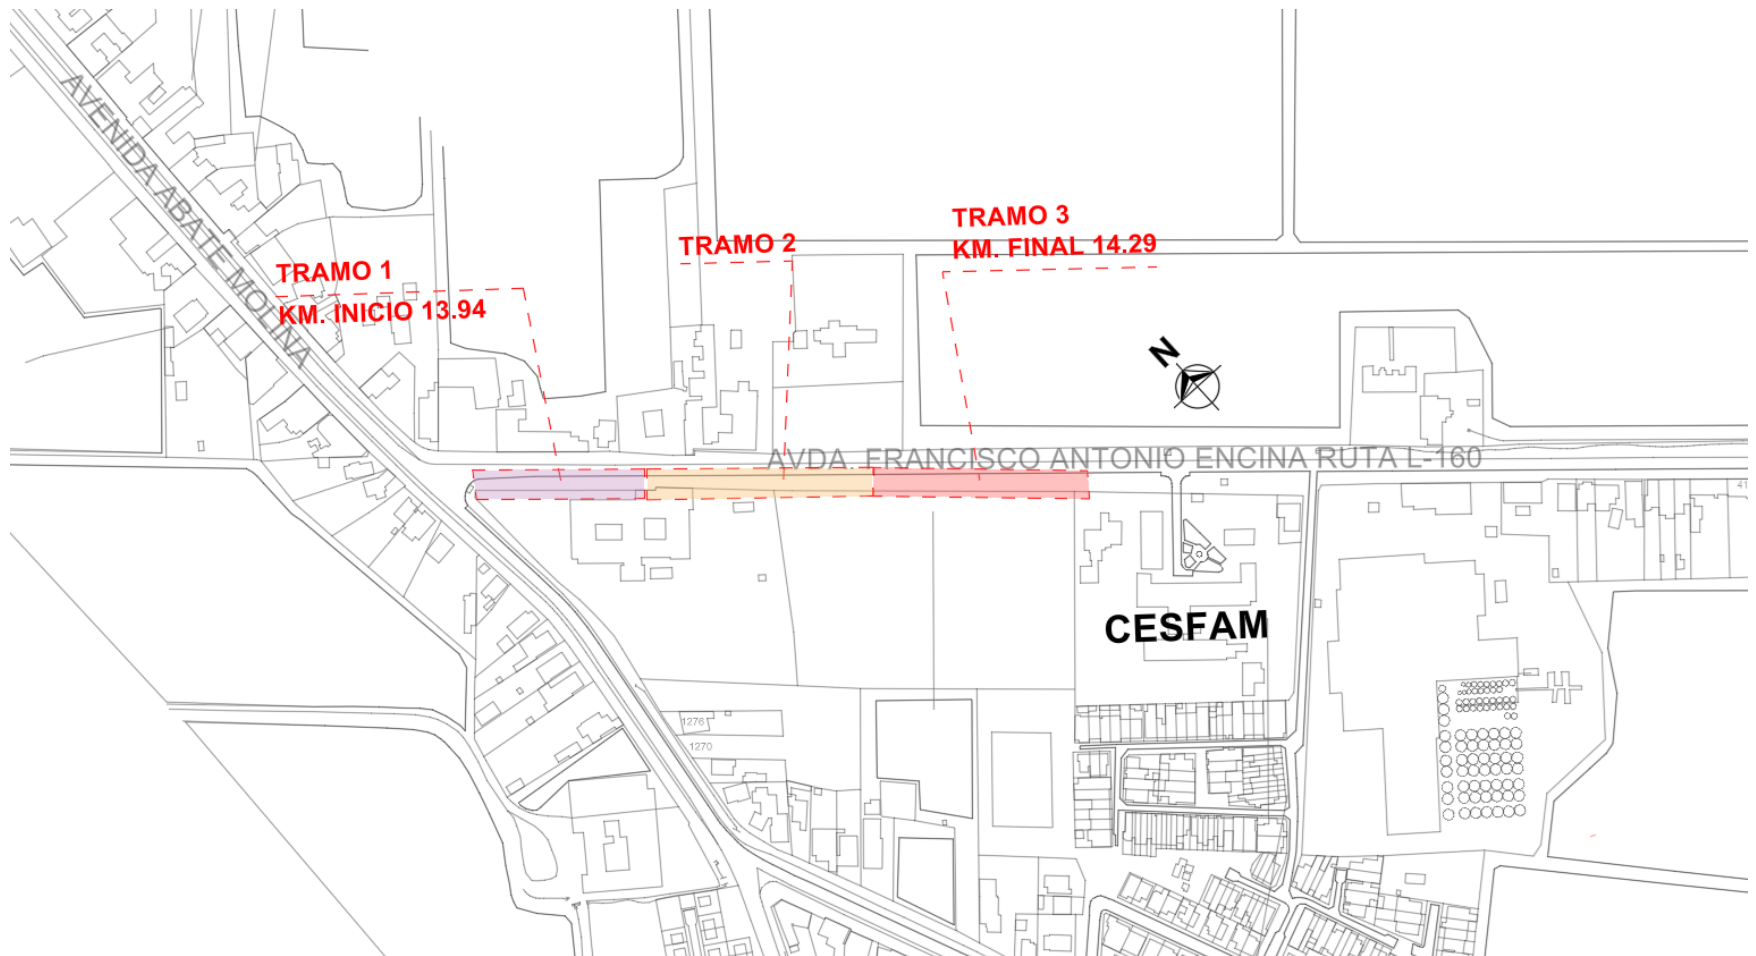 AVENIDA ABATE MOLINA
TRAMO 1
KM. INICIO 13.94
TRAMO 2
TRAMO 3
KM. FINAL 14.29
N
AVDA. FRANCISCO ANTONIO ENCINA RUTA L-160
CESFAM
1276
1270